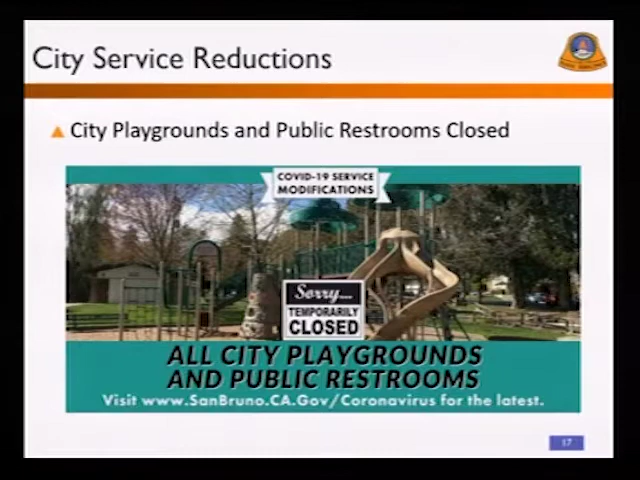 City Service Reductions
City Playgrounds and Public Restrooms Closed
COVID-19 SERVICE
MODIFICATIONS
Sorry....
TEMPORARILY
CLOSED
ALL CITY PLAYGROUNDS
AND PUBLIC RESTROOMS
Visit www.SanBruno.CA.Gov/Coronavirus for the latest.
17